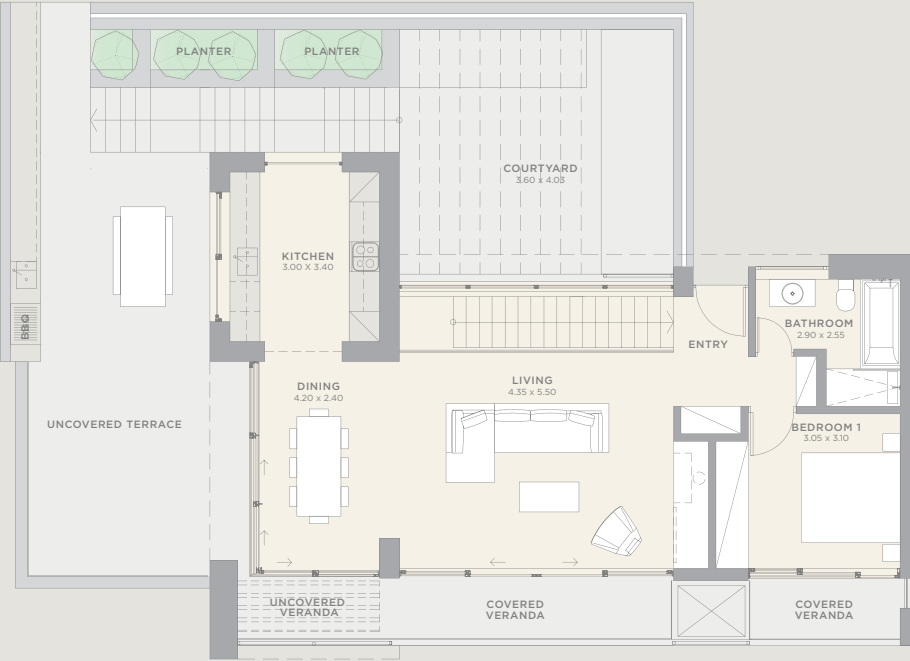 PLANTER
PLANTER
COURTYARD
3.60 x 4.03
KITCHEN
3.00 X 3.40
BBQ
BATHROOM
2.90 x 2.55
ENTRY
DINING
4.20 x 2.40
LIVING
4.35 x 5.50
UNCOVERED TERRACE
BEDROOM 1
3.05 x 3.10
UNCOVERED
VERANDA
COVERED
VERANDA
COVERED
VERANDA